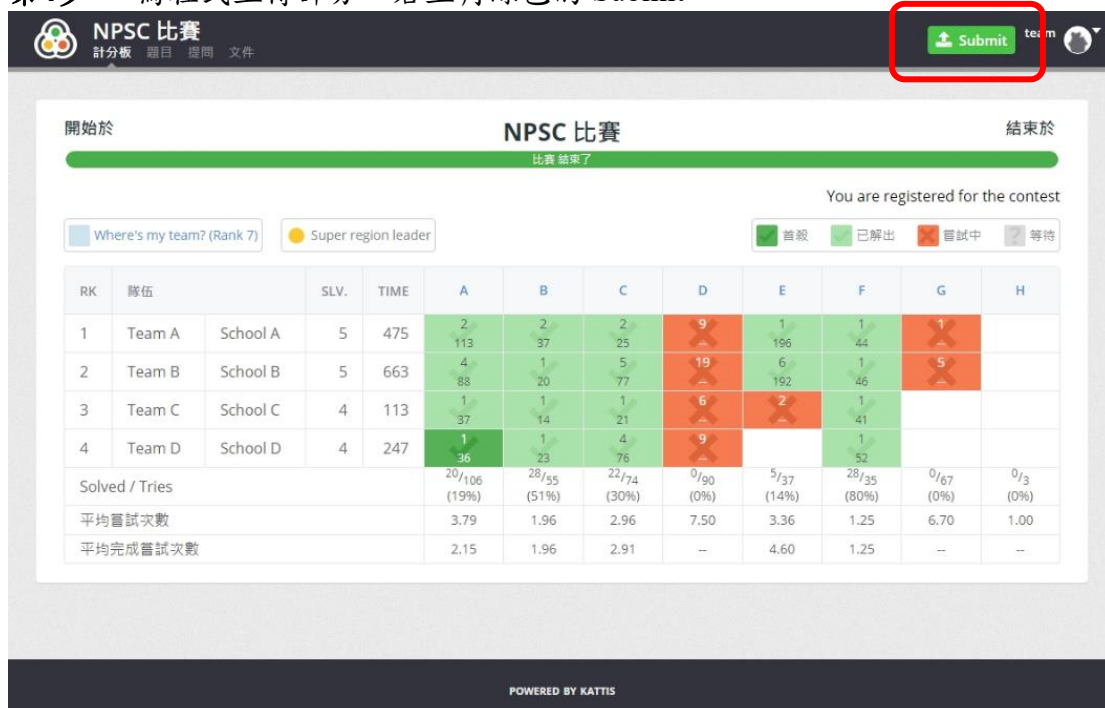 NPSC 比賽
計分板 題目 提問 文件
Submit
team
開始於
NPSC 比賽
結束於
比賽 結束了
You are registered for the contest
Where's my team? (Rank 7)
Super region leader
首殺 已解出 嘗試中 ? 等待
RK 隊伍 SLV. TIME A B C D E F G H
1 Team A School A 5 475 2 2 2 9 1 1 1
113 37 25 -- 196 44 --
2 Team B School B 5 663 4 1 5 19 6 1 5
88 20 77 -- 192 46 --
3 Team C School C 4 113 1 1 1 6 2 1
37 14 21 -- -- 41
4 Team D School D 4 247 1 1 4 9 1
36 23 76 -- 52
Solved / Tries 20/106 28/55 22/74 0/90 5/37 28/35 0/67 0/3
(19%) (51%) (30%) (0%) (14%) (80%) (0%) (0%)
平均嘗試次數 3.79 1.96 2.96 7.50 3.36 1.25 6.70 1.00
平均完成嘗試次數 2.15 1.96 2.91 -- 4.60 1.25 -- --
POWERED BY KATTIS